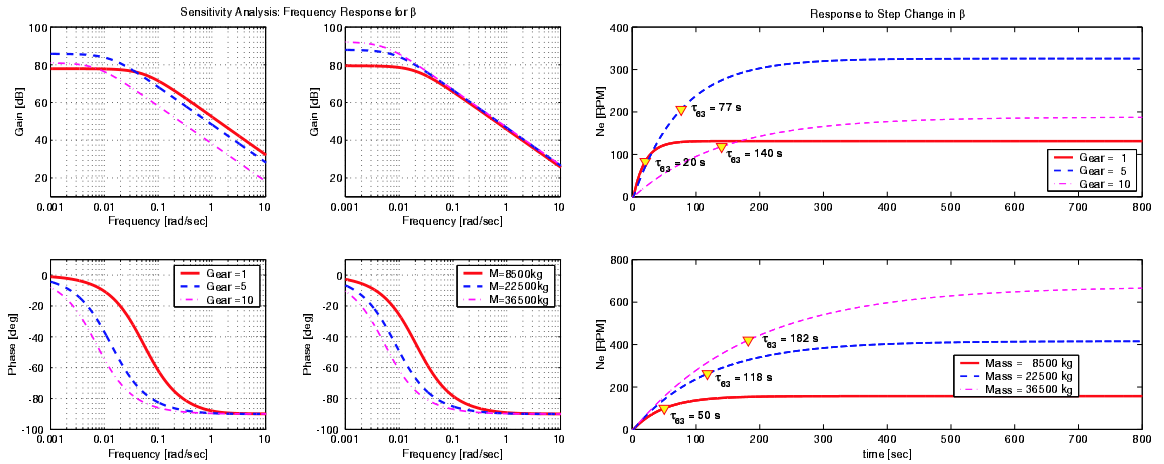 Sensitivity Analysis: Frequency Response for β
100
80
60
40
20
Gain [dB]
0.001 0.01 0.1 1 10
Frequency [rad/sec]
100
80
60
40
20
Gain [dB]
0.001 0.01 0.1 1 10
Frequency [rad/sec]
Response to Step Change in β
400
300
200
100
0
Ne [RPM]
τ63 = 77 s
τ63 = 20 s
τ63 = 140 s
Gear = 1
Gear = 5
Gear = 10
0 100 200 300 400 500 600 700 800
0
-20
-40
-60
-80
-100
Phase [deg]
Gear =1
Gear =5
Gear =10
0.001 0.01 0.1 1 10
Frequency [rad/sec]
0
-20
-40
-60
-80
-100
Phase [deg]
M=8500kg
M=22500kg
M=36500kg
0.001 0.01 0.1 1 10
Frequency [rad/sec]
600
400
200
0
Ne [RPM]
τ63 = 182 s
τ63 = 118 s
τ63 = 50 s
Mass = 8500 kg
Mass = 22500 kg
Mass = 36500 kg
0 100 200 300 400 500 600 700 800
time [sec]